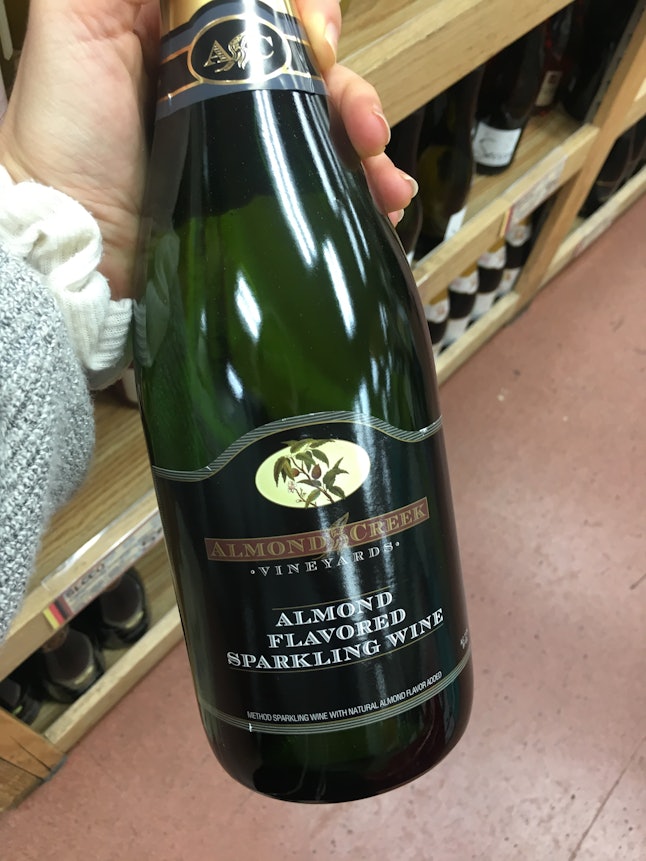 A C
ALMOND CREEK
•VINEYARDS•
ALMOND
FLAVORED
SPARKLING WINE
METHOD SPARKLING WINE WITH NATURAL ALMOND FLAVOR ADDED